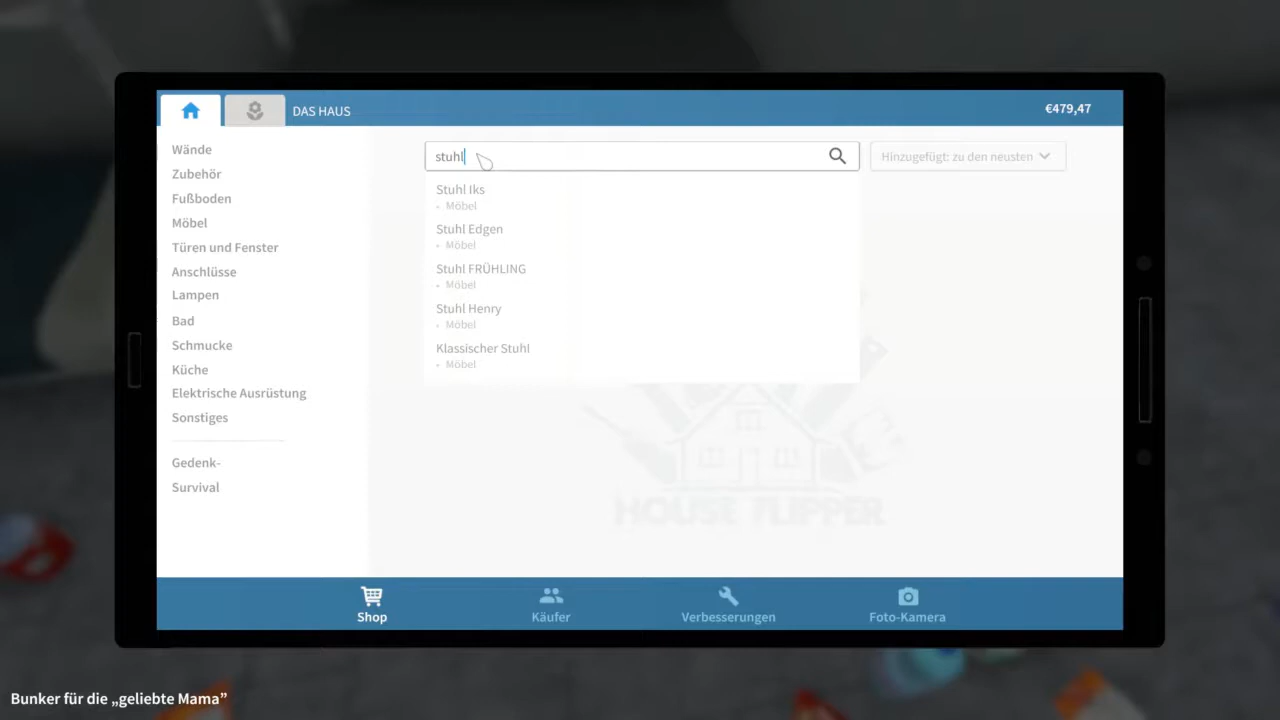 DAS HAUS
€479,47
Wände
Zubehör
Fußboden
Möbel
Türen und Fenster
Anschlüsse
Lampen
Bad
Schmucke
Küche
Elektrische Ausrüstung
Sonstiges
Gedenk-
Survival
stuhl
Hinzugefügt: zu den neusten
Stuhl Iks
• Möbel
Stuhl Edgen
• Möbel
Stuhl FRÜHLING
• Möbel
Stuhl Henry
• Möbel
Klassischer Stuhl
• Möbel
HOUSE FLIPPER
Shop
Käufer
Verbesserungen
Foto-Kamera
Bunker für die „geliebte Mama”